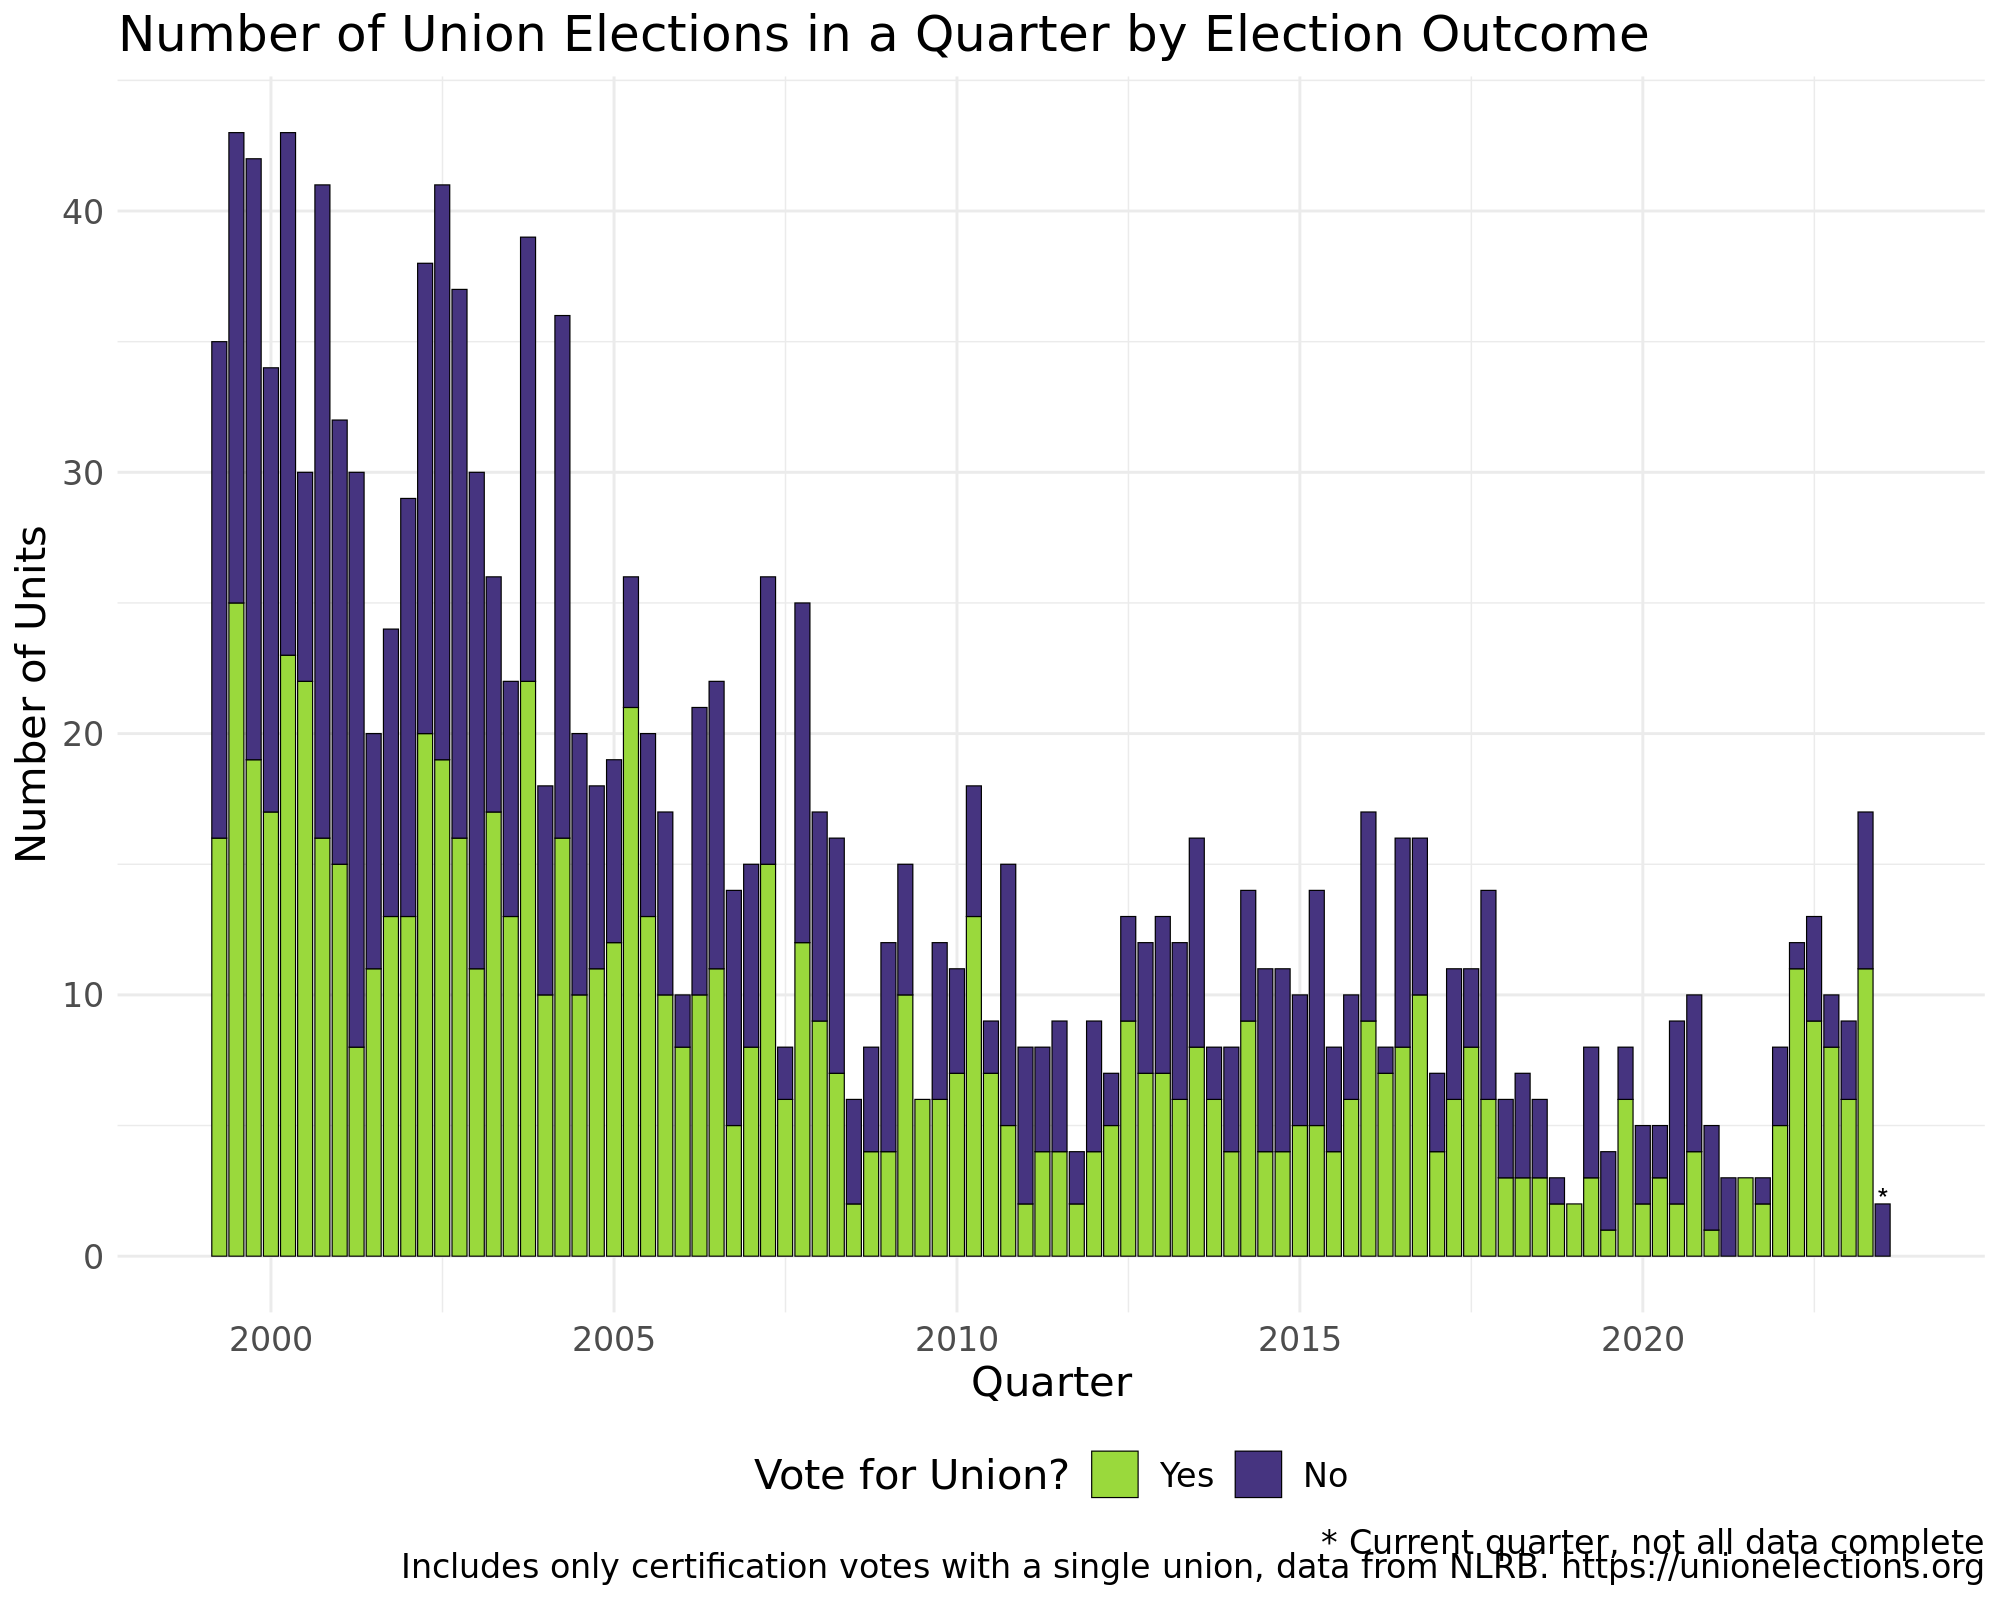 Number of Union Elections in a Quarter by Election Outcome
Number of Units
40
30
20
10
0
*
2000 2005 2010 2015 2020
Quarter
Vote for Union? Yes No
* Current quarter, not all data complete
Includes only certification votes with a single union, data from NLRB. https://unionelections.org